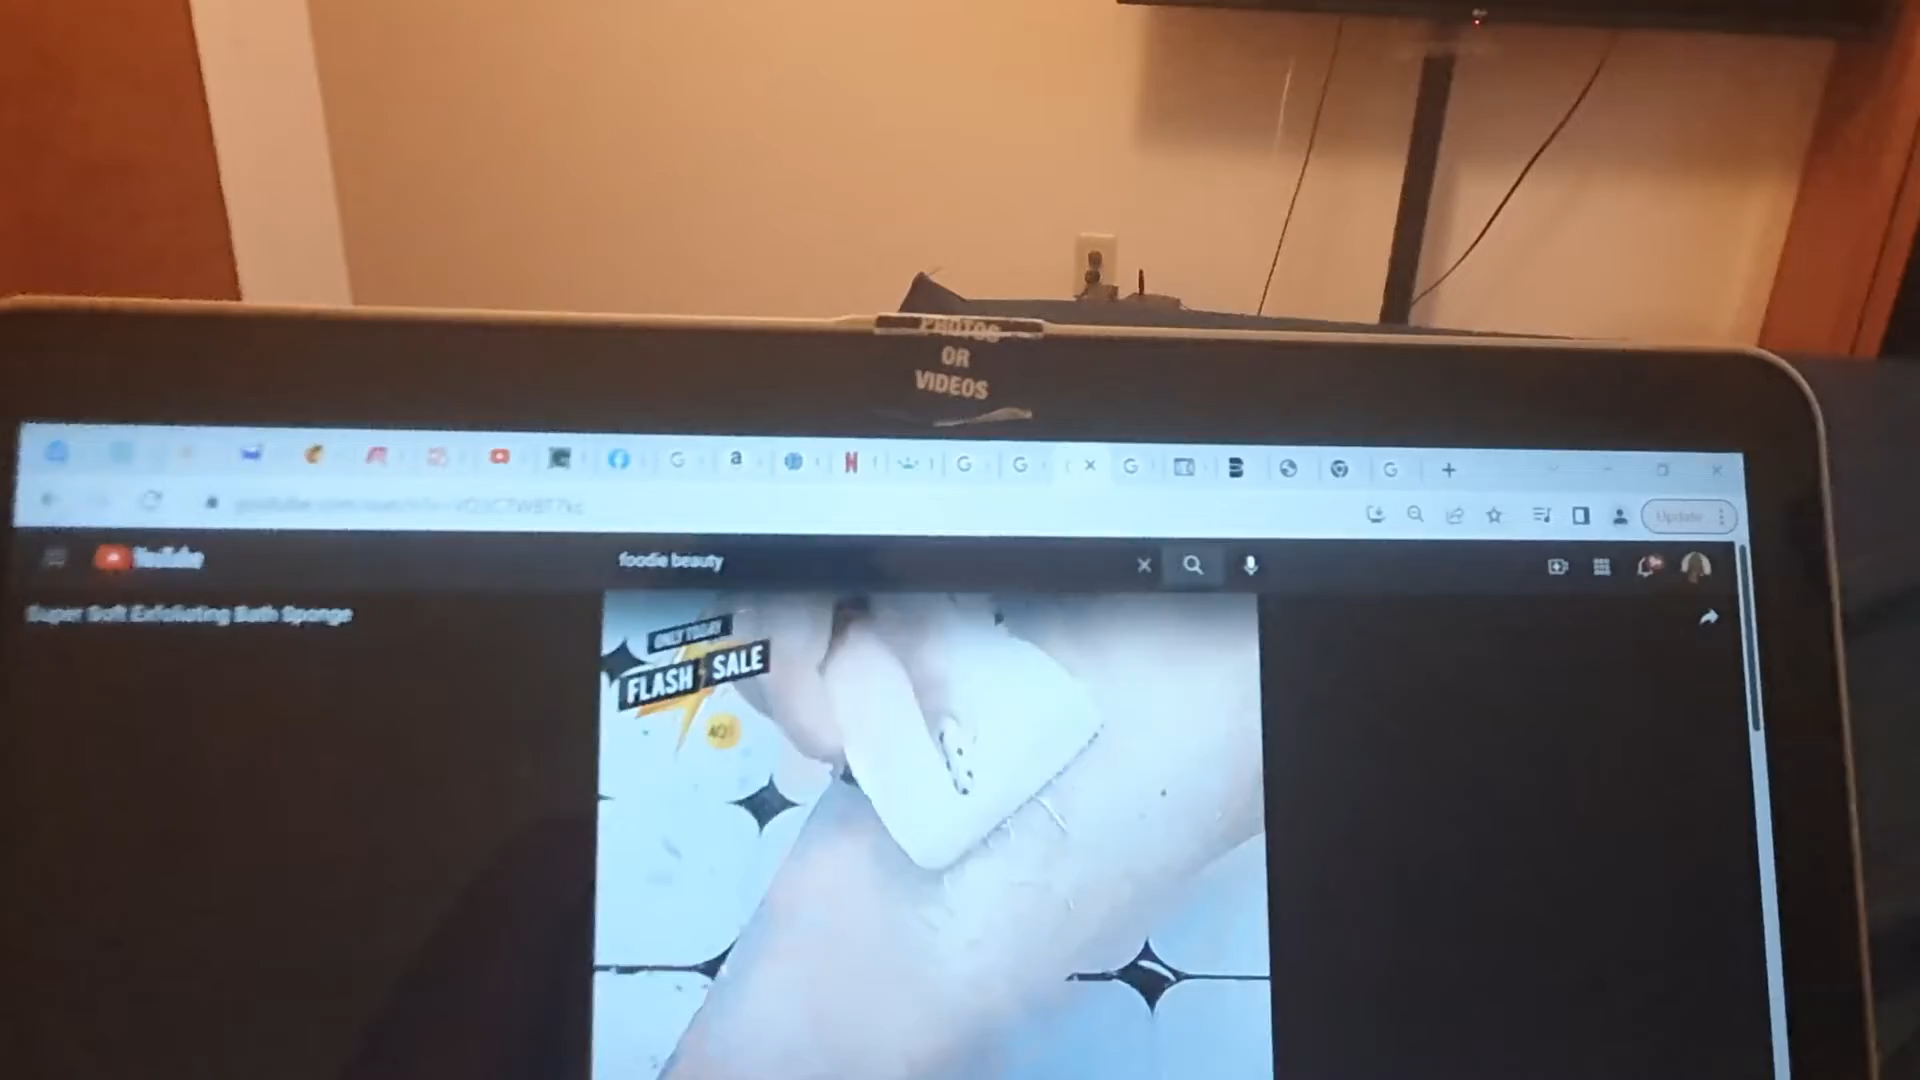 PHOTOS
OR
VIDEOS
Update
YouTube
foodie beauty
Super Soft Exfoliating Bath Sponge
ONLY TODAY
FLASH SALE